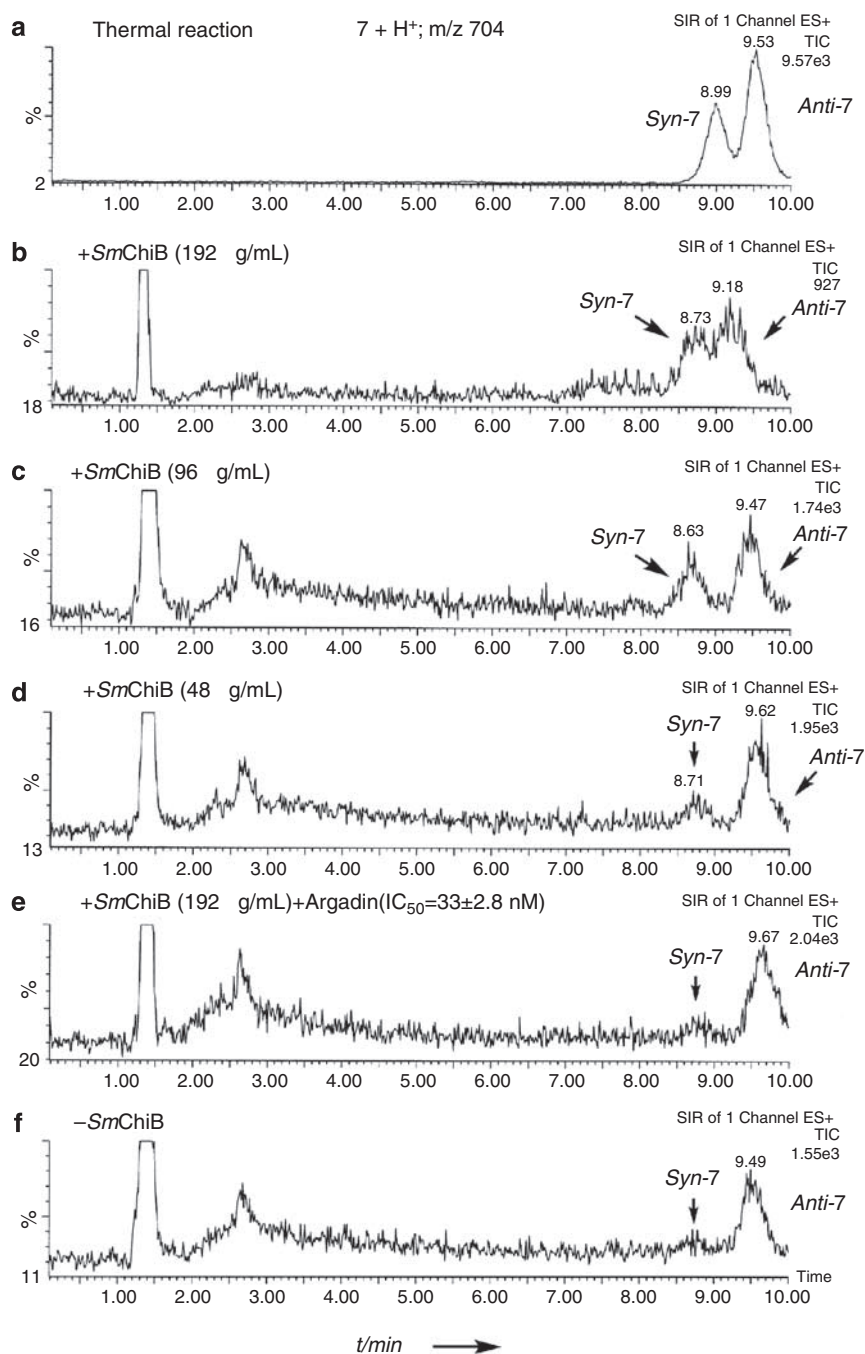 a Thermal reaction 7 + H⁺; m/z 704 SIR of 1 Channel ES+
TIC
9.57e3
9.53
8.99
Syn-7 Anti-7
%
2
1.00 2.00 3.00 4.00 5.00 6.00 7.00 8.00 9.00 10.00
b +SmChiB (192 g/mL) SIR of 1 Channel ES+
TIC
927
9.18
Syn-7 8.73 Anti-7
%
18
1.00 2.00 3.00 4.00 5.00 6.00 7.00 8.00 9.00 10.00
c +SmChiB (96 g/mL) SIR of 1 Channel ES+
TIC
1.74e3
9.47
Syn-7 8.63 Anti-7
%
16
1.00 2.00 3.00 4.00 5.00 6.00 7.00 8.00 9.00 10.00
d +SmChiB (48 g/mL) SIR of 1 Channel ES+
TIC
1.95e3
9.62
Syn-7
8.71 Anti-7
%
13
1.00 2.00 3.00 4.00 5.00 6.00 7.00 8.00 9.00 10.00
e +SmChiB (192 g/mL)+Argadin(IC₅₀=33±2.8 nM) SIR of 1 Channel ES+
TIC
2.04e3
9.67
Syn-7 Anti-7
%
20
1.00 2.00 3.00 4.00 5.00 6.00 7.00 8.00 9.00 10.00
f –SmChiB SIR of 1 Channel ES+
TIC
1.55e3
9.49
Syn-7 Anti-7
%
11 Time
1.00 2.00 3.00 4.00 5.00 6.00 7.00 8.00 9.00 10.00
t/min